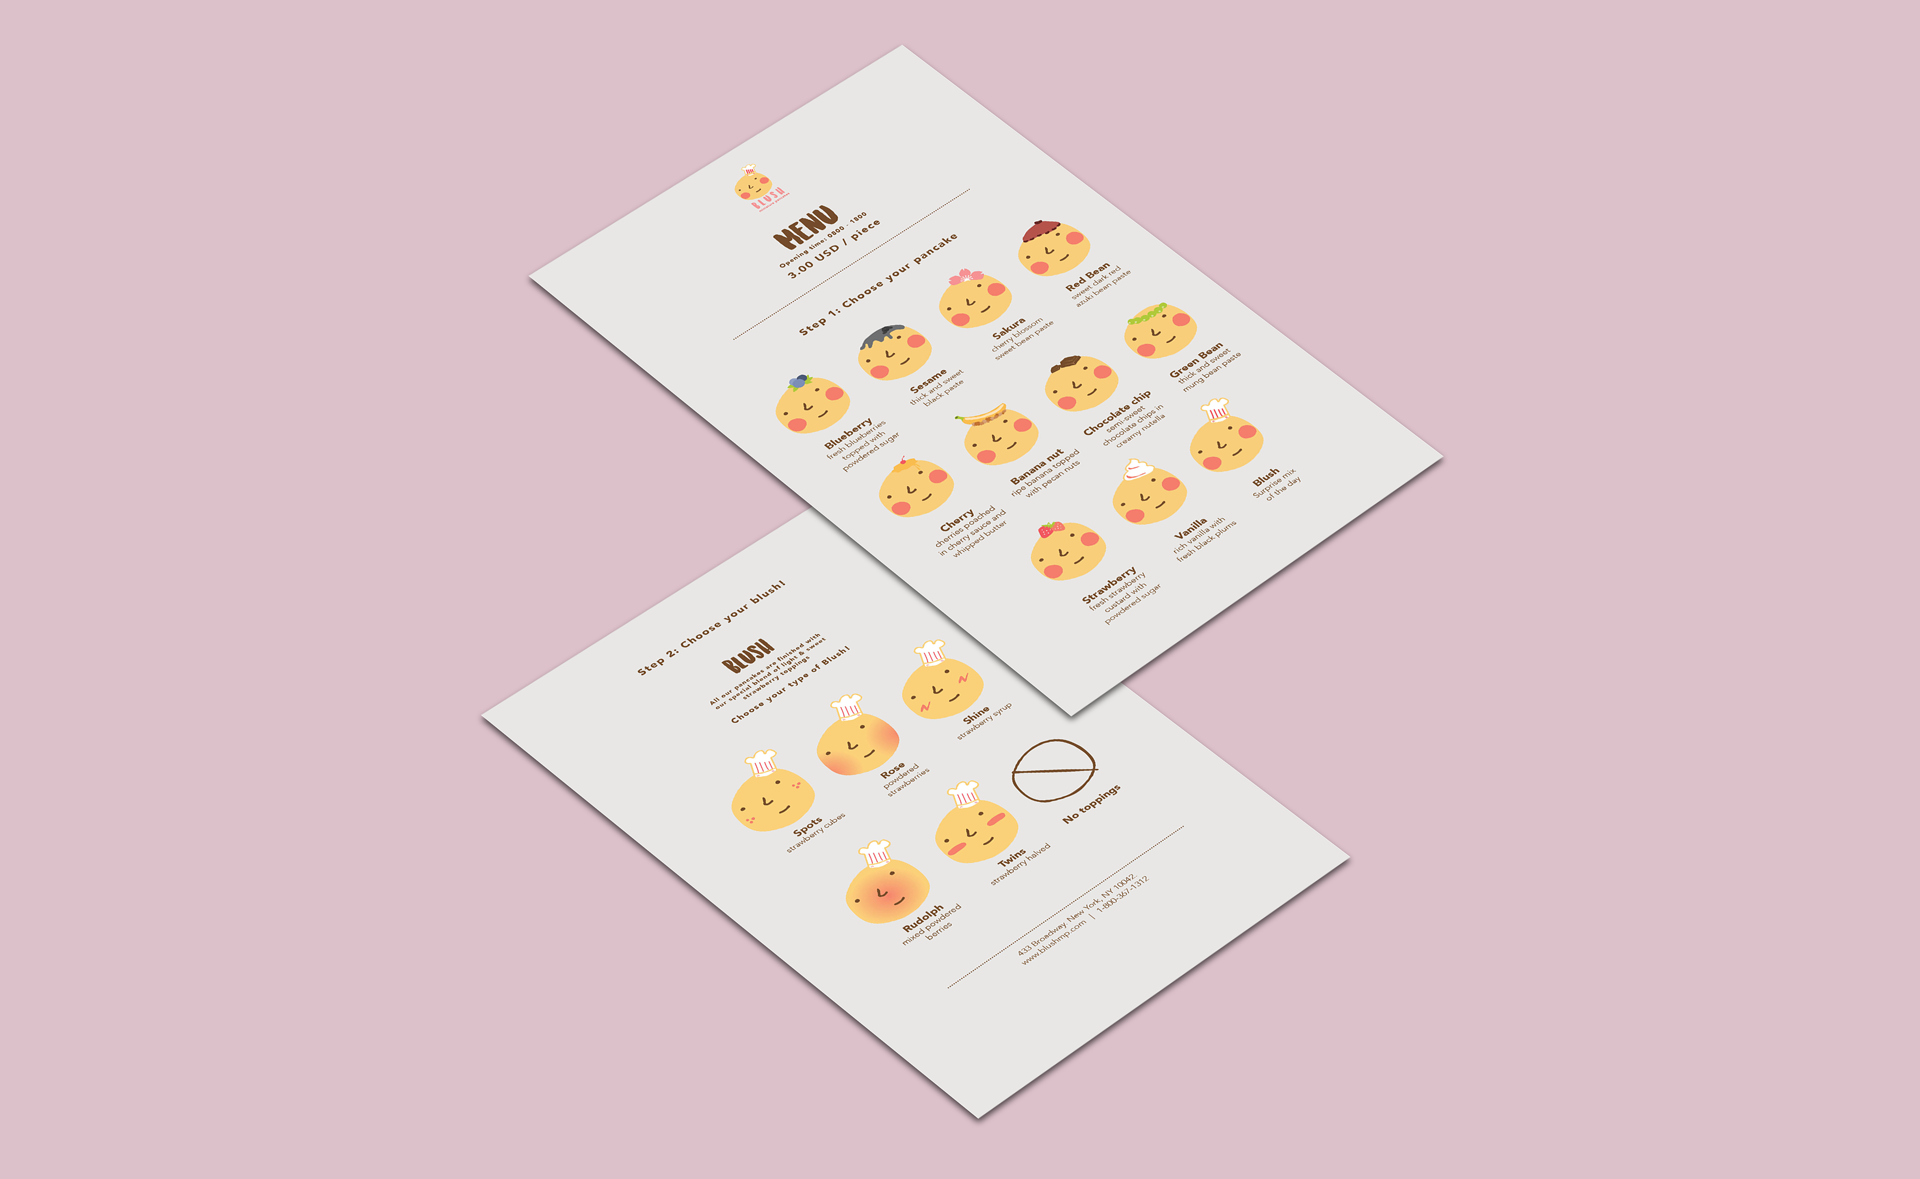 BLUSH
MENU
Opening time: 0800 - 1800
3.00 USD / piece
Step 1: Choose your pancake
Blueberry
fresh blueberries
topped with
powdered sugar
Sesame
thick and sweet
black paste
Sakura
cherry blossom
sweet bean paste
Red Bean
sweet dark red
azuki bean paste
Cherry
cherries poached
in cherry sauce and
whipped butter
Banana nut
ripe banana topped
with pecan nuts
Chocolate chip
semi-sweet
chocolate chips in
creamy nutella
Green Bean
thick and sweet
mung bean paste
Strawberry
fresh strawberry
custard with
powdered sugar
Vanilla
rich vanilla with
fresh black plums
Blush
Surprise mix
of the day
Step 2: Choose your blush!
BLUSH
All our pancakes are finished with
our special blend of light & sweet
strawberry toppings
Choose your type of Blush!
Spots
strawberry cubes
Rose
powdered
strawberries
Shine
strawberry syrup
Rudolph
mixed powdered
berries
Twins
strawberry halved
No toppings
433 Broadway. New York, NY 10042.
www.blushmp.com | 1-800-367-1312